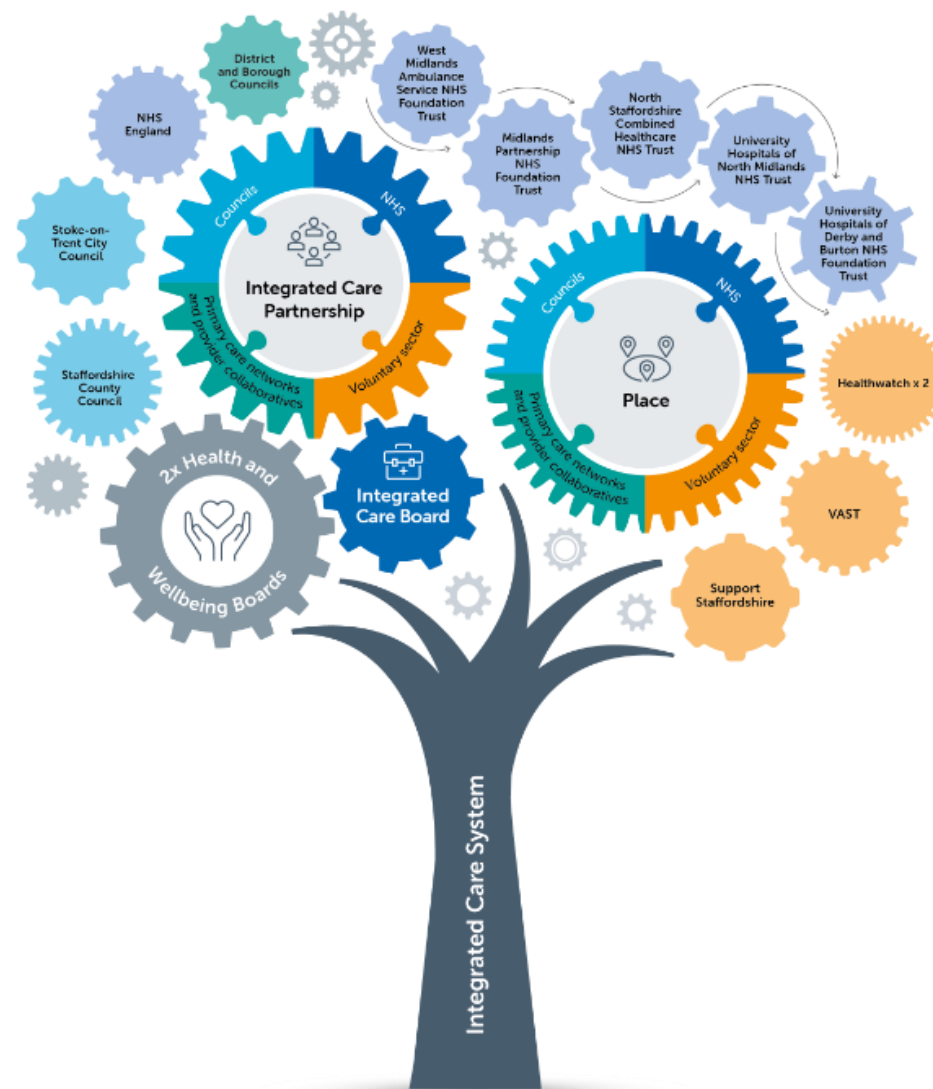 District
and Borough
Councils
West
Midlands
Ambulance
Service NHS
Foundation
Trust
NHS
England
Midlands
Partnership
NHS
Foundation
Trust
North
Staffordshire
Combined
Healthcare
NHS Trust
University
Hospitals of
North Midlands
NHS Trust
University
Hospitals of
Derby and
Burton NHS
Foundation
Trust
Stoke-on-
Trent City
Council
Councils
NHS
Integrated Care
Partnership
Primary care networks
and provider collaboratives
Voluntary sector
Councils
NHS
Place
Primary care networks
and provider collaboratives
Voluntary sector
Staffordshire
County
Council
Healthwatch x 2
2x Health and
Wellbeing Boards
Integrated
Care Board
VAST
Support
Staffordshire
Integrated Care System